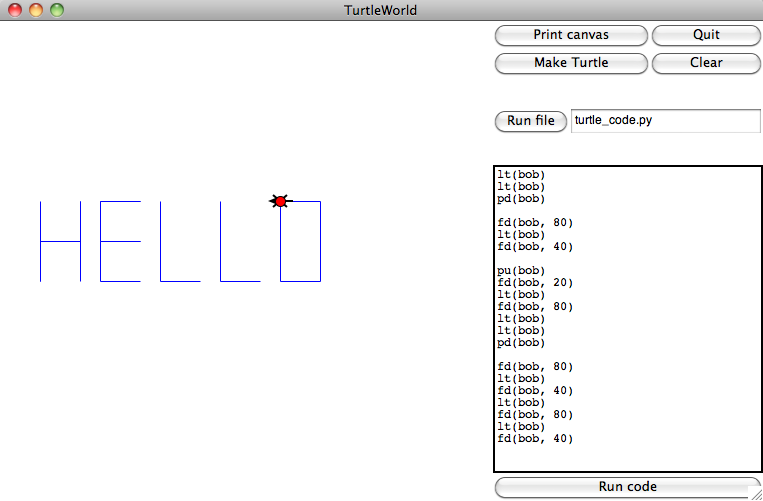 TurtleWorld
Print canvas
Quit
Make Turtle
Clear
Run file
turtle_code.py
HELLO
lt(bob)
lt(bob)
pd(bob)
fd(bob, 80)
lt(bob)
fd(bob, 40)
pu(bob)
fd(bob, 20)
lt(bob)
fd(bob, 80)
lt(bob)
lt(bob)
pd(bob)
fd(bob, 80)
lt(bob)
fd(bob, 40)
lt(bob)
fd(bob, 80)
lt(bob)
fd(bob, 40)
Run code